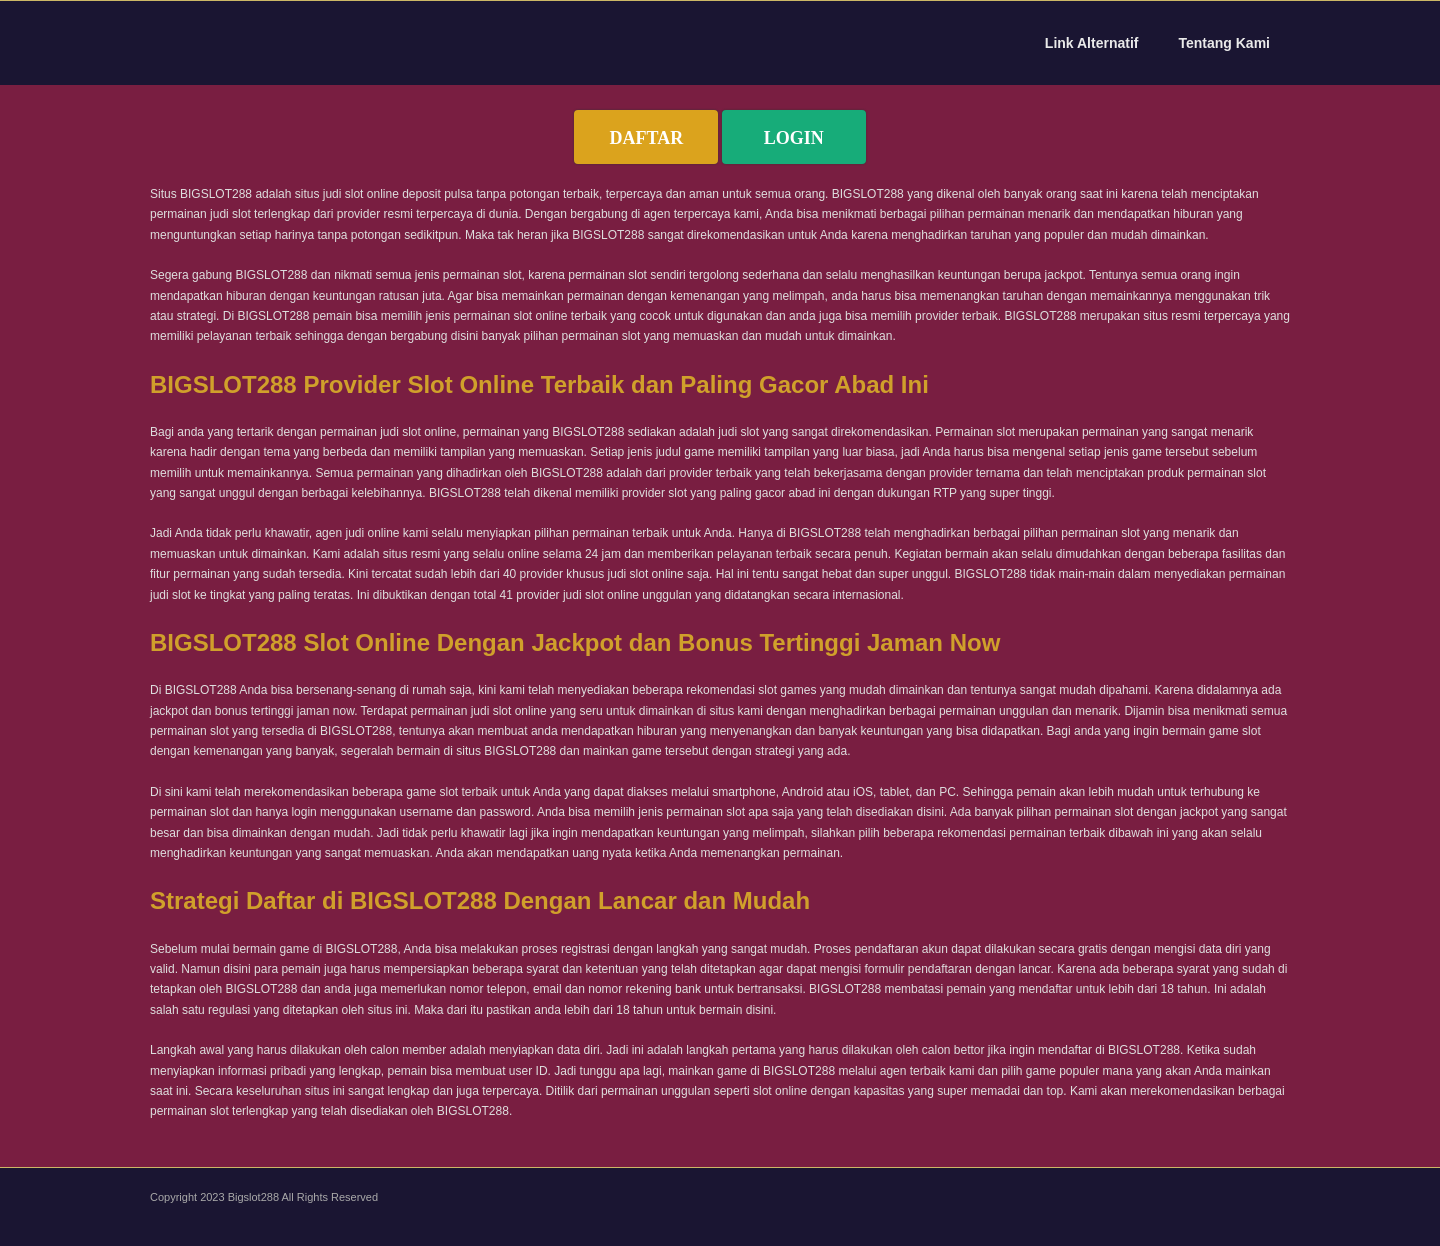 Link Alternatif
Tentang Kami
DAFTAR
LOGIN
Situs BIGSLOT288 adalah situs judi slot online deposit pulsa tanpa potongan terbaik, terpercaya dan aman untuk semua orang. BIGSLOT288 yang dikenal oleh banyak orang saat ini karena telah menciptakan
permainan judi slot terlengkap dari provider resmi terpercaya di dunia. Dengan bergabung di agen terpercaya kami, Anda bisa menikmati berbagai pilihan permainan menarik dan mendapatkan hiburan yang
menguntungkan setiap harinya tanpa potongan sedikitpun. Maka tak heran jika BIGSLOT288 sangat direkomendasikan untuk Anda karena menghadirkan taruhan yang populer dan mudah dimainkan.
Segera gabung BIGSLOT288 dan nikmati semua jenis permainan slot, karena permainan slot sendiri tergolong sederhana dan selalu menghasilkan keuntungan berupa jackpot. Tentunya semua orang ingin
mendapatkan hiburan dengan keuntungan ratusan juta. Agar bisa memainkan permainan dengan kemenangan yang melimpah, anda harus bisa memenangkan taruhan dengan memainkannya menggunakan trik
atau strategi. Di BIGSLOT288 pemain bisa memilih jenis permainan slot online terbaik yang cocok untuk digunakan dan anda juga bisa memilih provider terbaik. BIGSLOT288 merupakan situs resmi terpercaya yang
memiliki pelayanan terbaik sehingga dengan bergabung disini banyak pilihan permainan slot yang memuaskan dan mudah untuk dimainkan.
BIGSLOT288 Provider Slot Online Terbaik dan Paling Gacor Abad Ini
Bagi anda yang tertarik dengan permainan judi slot online, permainan yang BIGSLOT288 sediakan adalah judi slot yang sangat direkomendasikan. Permainan slot merupakan permainan yang sangat menarik
karena hadir dengan tema yang berbeda dan memiliki tampilan yang memuaskan. Setiap jenis judul game memiliki tampilan yang luar biasa, jadi Anda harus bisa mengenal setiap jenis game tersebut sebelum
memilih untuk memainkannya. Semua permainan yang dihadirkan oleh BIGSLOT288 adalah dari provider terbaik yang telah bekerjasama dengan provider ternama dan telah menciptakan produk permainan slot
yang sangat unggul dengan berbagai kelebihannya. BIGSLOT288 telah dikenal memiliki provider slot yang paling gacor abad ini dengan dukungan RTP yang super tinggi.
Jadi Anda tidak perlu khawatir, agen judi online kami selalu menyiapkan pilihan permainan terbaik untuk Anda. Hanya di BIGSLOT288 telah menghadirkan berbagai pilihan permainan slot yang menarik dan
memuaskan untuk dimainkan. Kami adalah situs resmi yang selalu online selama 24 jam dan memberikan pelayanan terbaik secara penuh. Kegiatan bermain akan selalu dimudahkan dengan beberapa fasilitas dan
fitur permainan yang sudah tersedia. Kini tercatat sudah lebih dari 40 provider khusus judi slot online saja. Hal ini tentu sangat hebat dan super unggul. BIGSLOT288 tidak main-main dalam menyediakan permainan
judi slot ke tingkat yang paling teratas. Ini dibuktikan dengan total 41 provider judi slot online unggulan yang didatangkan secara internasional.
BIGSLOT288 Slot Online Dengan Jackpot dan Bonus Tertinggi Jaman Now
Di BIGSLOT288 Anda bisa bersenang-senang di rumah saja, kini kami telah menyediakan beberapa rekomendasi slot games yang mudah dimainkan dan tentunya sangat mudah dipahami. Karena didalamnya ada
jackpot dan bonus tertinggi jaman now. Terdapat permainan judi slot online yang seru untuk dimainkan di situs kami dengan menghadirkan berbagai permainan unggulan dan menarik. Dijamin bisa menikmati semua
permainan slot yang tersedia di BIGSLOT288, tentunya akan membuat anda mendapatkan hiburan yang menyenangkan dan banyak keuntungan yang bisa didapatkan. Bagi anda yang ingin bermain game slot
dengan kemenangan yang banyak, segeralah bermain di situs BIGSLOT288 dan mainkan game tersebut dengan strategi yang ada.
Di sini kami telah merekomendasikan beberapa game slot terbaik untuk Anda yang dapat diakses melalui smartphone, Android atau iOS, tablet, dan PC. Sehingga pemain akan lebih mudah untuk terhubung ke
permainan slot dan hanya login menggunakan username dan password. Anda bisa memilih jenis permainan slot apa saja yang telah disediakan disini. Ada banyak pilihan permainan slot dengan jackpot yang sangat
besar dan bisa dimainkan dengan mudah. Jadi tidak perlu khawatir lagi jika ingin mendapatkan keuntungan yang melimpah, silahkan pilih beberapa rekomendasi permainan terbaik dibawah ini yang akan selalu
menghadirkan keuntungan yang sangat memuaskan. Anda akan mendapatkan uang nyata ketika Anda memenangkan permainan.
Strategi Daftar di BIGSLOT288 Dengan Lancar dan Mudah
Sebelum mulai bermain game di BIGSLOT288, Anda bisa melakukan proses registrasi dengan langkah yang sangat mudah. Proses pendaftaran akun dapat dilakukan secara gratis dengan mengisi data diri yang
valid. Namun disini para pemain juga harus mempersiapkan beberapa syarat dan ketentuan yang telah ditetapkan agar dapat mengisi formulir pendaftaran dengan lancar. Karena ada beberapa syarat yang sudah di
tetapkan oleh BIGSLOT288 dan anda juga memerlukan nomor telepon, email dan nomor rekening bank untuk bertransaksi. BIGSLOT288 membatasi pemain yang mendaftar untuk lebih dari 18 tahun. Ini adalah
salah satu regulasi yang ditetapkan oleh situs ini. Maka dari itu pastikan anda lebih dari 18 tahun untuk bermain disini.
Langkah awal yang harus dilakukan oleh calon member adalah menyiapkan data diri. Jadi ini adalah langkah pertama yang harus dilakukan oleh calon bettor jika ingin mendaftar di BIGSLOT288. Ketika sudah
menyiapkan informasi pribadi yang lengkap, pemain bisa membuat user ID. Jadi tunggu apa lagi, mainkan game di BIGSLOT288 melalui agen terbaik kami dan pilih game populer mana yang akan Anda mainkan
saat ini. Secara keseluruhan situs ini sangat lengkap dan juga terpercaya. Ditilik dari permainan unggulan seperti slot online dengan kapasitas yang super memadai dan top. Kami akan merekomendasikan berbagai
permainan slot terlengkap yang telah disediakan oleh BIGSLOT288.
Copyright 2023 Bigslot288 All Rights Reserved